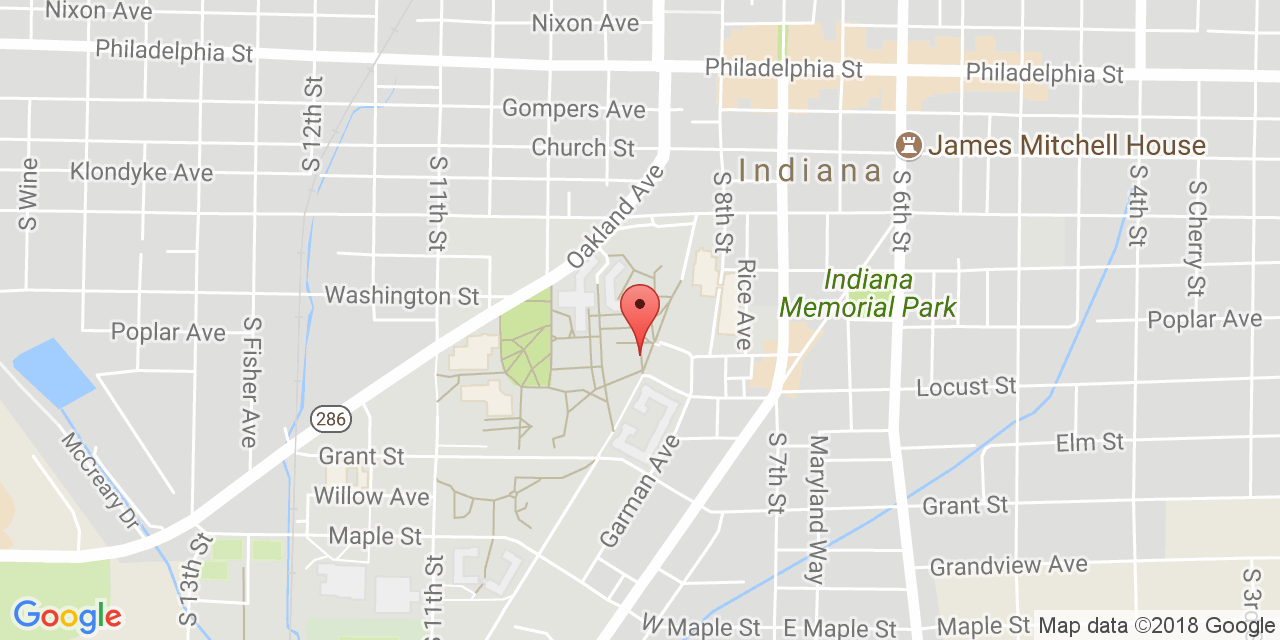 Nixon Ave
Nixon Ave
Philadelphia St
Philadelphia St
Philadelphia St
S 12th St
Gompers Ave
Church St
James Mitchell House
Klondyke Ave
Indiana
S Wine
S 11th St
Oakland Ave
S 8th St
S 6th St
S 4th St
S Cherry St
Washington St
Rice Ave
Indiana
Memorial Park
Poplar Ave
Poplar Ave
S Fisher Ave
Locust St
286
McCreary Dr
Grant St
Garman Ave
S 7th St
Maryland Way
Elm St
Willow Ave
Grant St
Maple St
S 13th St
S 11th St
Grandview Ave
S 3rd
Google
W Maple St
E Maple St
Maple St
Map data ©2018 Google